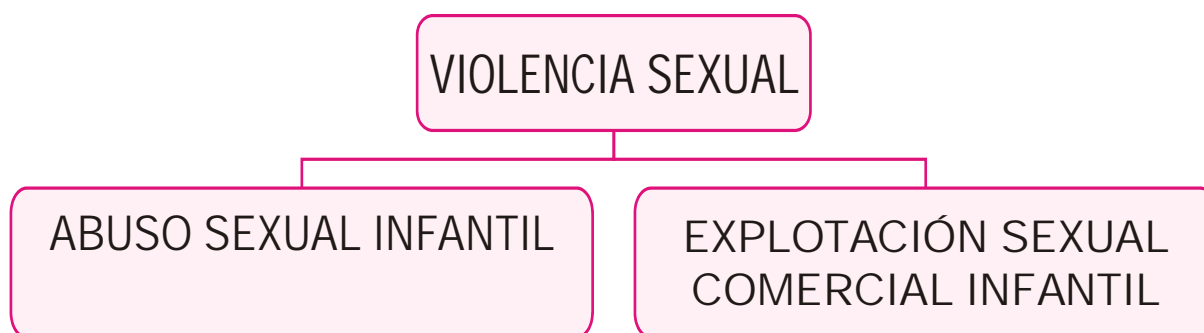 VIOLENCIA SEXUAL
ABUSO SEXUAL INFANTIL
EXPLOTACIÓN SEXUAL
COMERCIAL INFANTIL